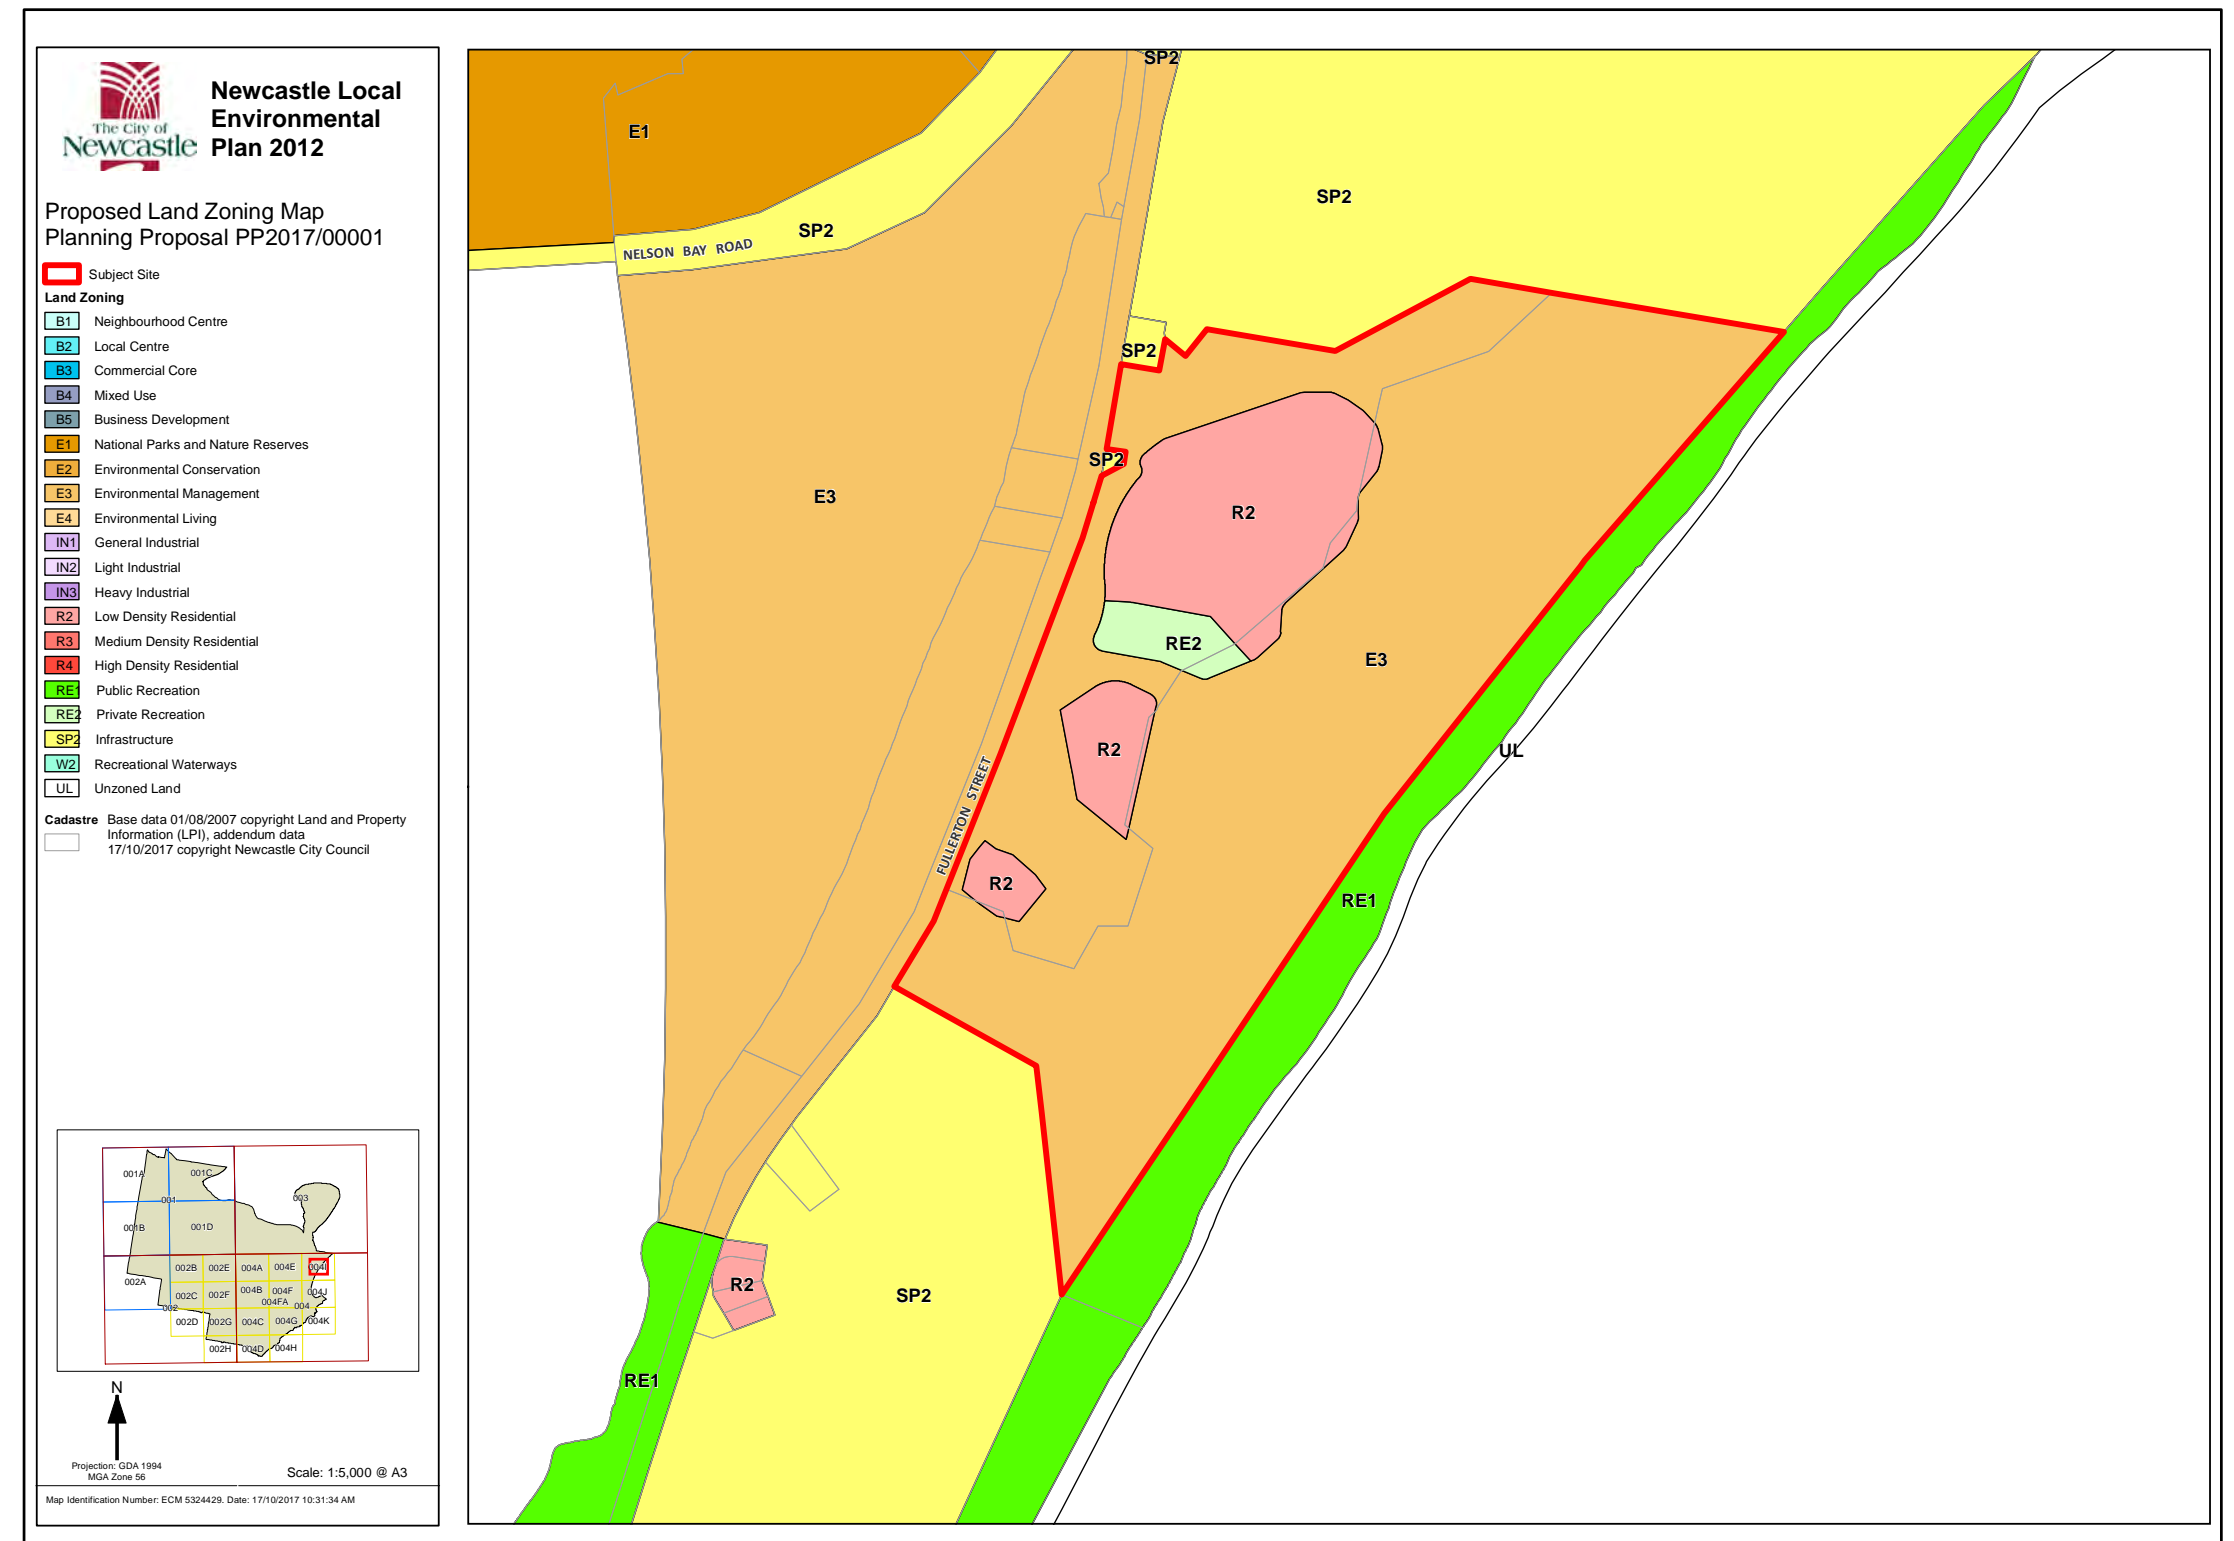 The City of
Newcastle
Newcastle Local
Environmental
Plan 2012
Proposed Land Zoning Map
Planning Proposal PP2017/00001
Subject Site
Land Zoning
B1 Neighbourhood Centre
B2 Local Centre
B3 Commercial Core
B4 Mixed Use
B5 Business Development
E1 National Parks and Nature Reserves
E2 Environmental Conservation
E3 Environmental Management
E4 Environmental Living
IN1 General Industrial
IN2 Light Industrial
IN3 Heavy Industrial
R2 Low Density Residential
R3 Medium Density Residential
R4 High Density Residential
RE1 Public Recreation
RE2 Private Recreation
SP2 Infrastructure
W2 Recreational Waterways
UL Unzoned Land
Cadastre Base data 01/08/2007 copyright Land and Property
Information (LPI), addendum data
17/10/2017 copyright Newcastle City Council
001A 001C
001 003
001B 001D
002B 002E 004A 004E 004I
002A
002C 002F 004B 004F 004J
004FA 004
002
002D 002G 004C 004G 004K
002H 004D 004H
N
Projection: GDA 1994
MGA Zone 56
Scale: 1:5,000 @ A3
Map Identification Number: ECM 5324429. Date: 17/10/2017 10:31:34 AM
SP2
E1
SP2
SP2
NELSON BAY ROAD
SP2
SP2
E3
R2
RE2
E3
R2
UL
FULLERTON STREET
R2
RE1
R2
SP2
RE1